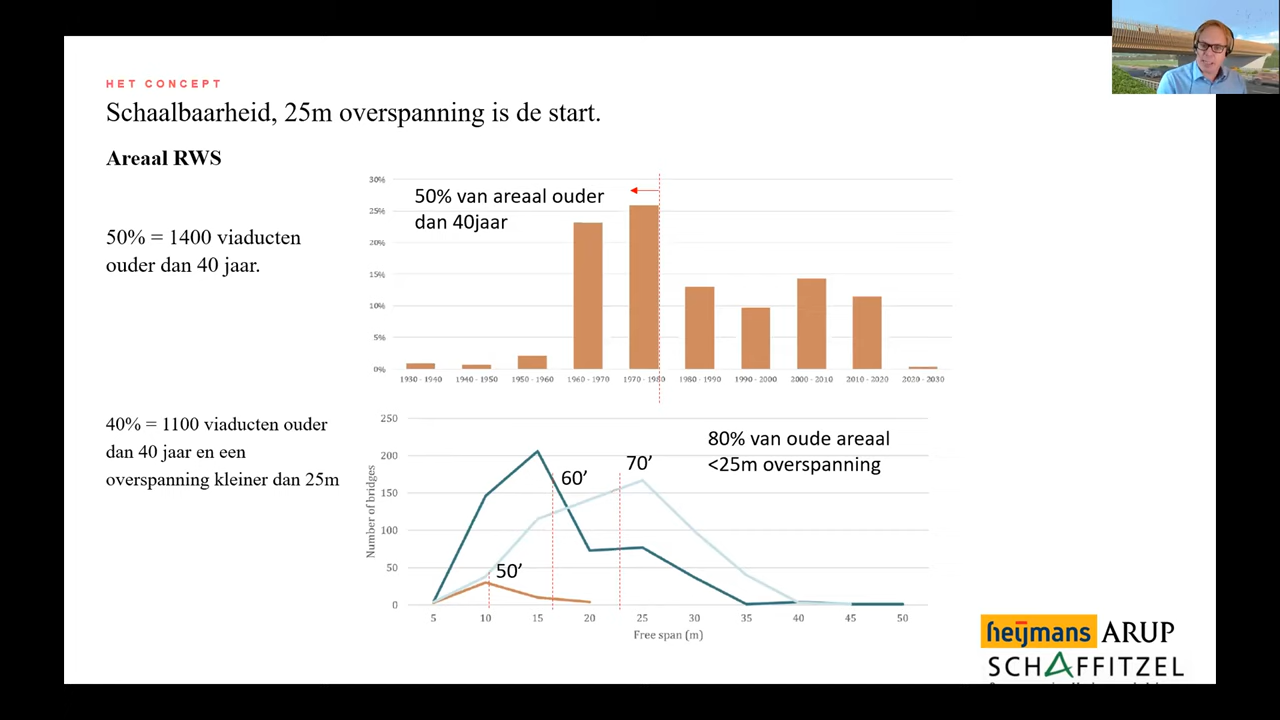 HET CONCEPT
Schaalbaarheid, 25m overspanning is de start.
Areaal RWS
50% = 1400 viaducten
ouder dan 40 jaar.
30%
25%
20%
15%
10%
5%
0%
50% van areaal ouder
dan 40jaar
1930 - 1940
1940 - 1950
1950 - 1960
1960 - 1970
1970 - 1980
1980 - 1990
1990 - 2000
2000 - 2010
2010 - 2020
2020 - 2030
40% = 1100 viaducten ouder
dan 40 jaar en een
overspanning kleiner dan 25m
Number of bridges
250
200
150
100
50
0
80% van oude areaal
<25m overspanning
70’
60’
50’
5
10
15
20
25
30
35
40
45
50
Free span (m)
heijmans ARUP
SCHAFFITZEL